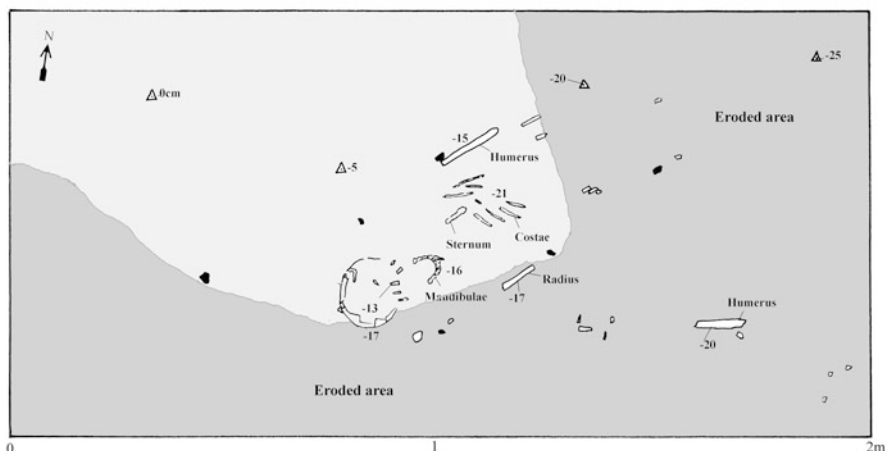 N
-25
-20
0cm
Eroded area
-15
Humerus
-5
-21
Sternum
Costae
-16
Radius
-13
Mandibulae
-17
Humerus
-17
-20
Eroded area
0
1
2m